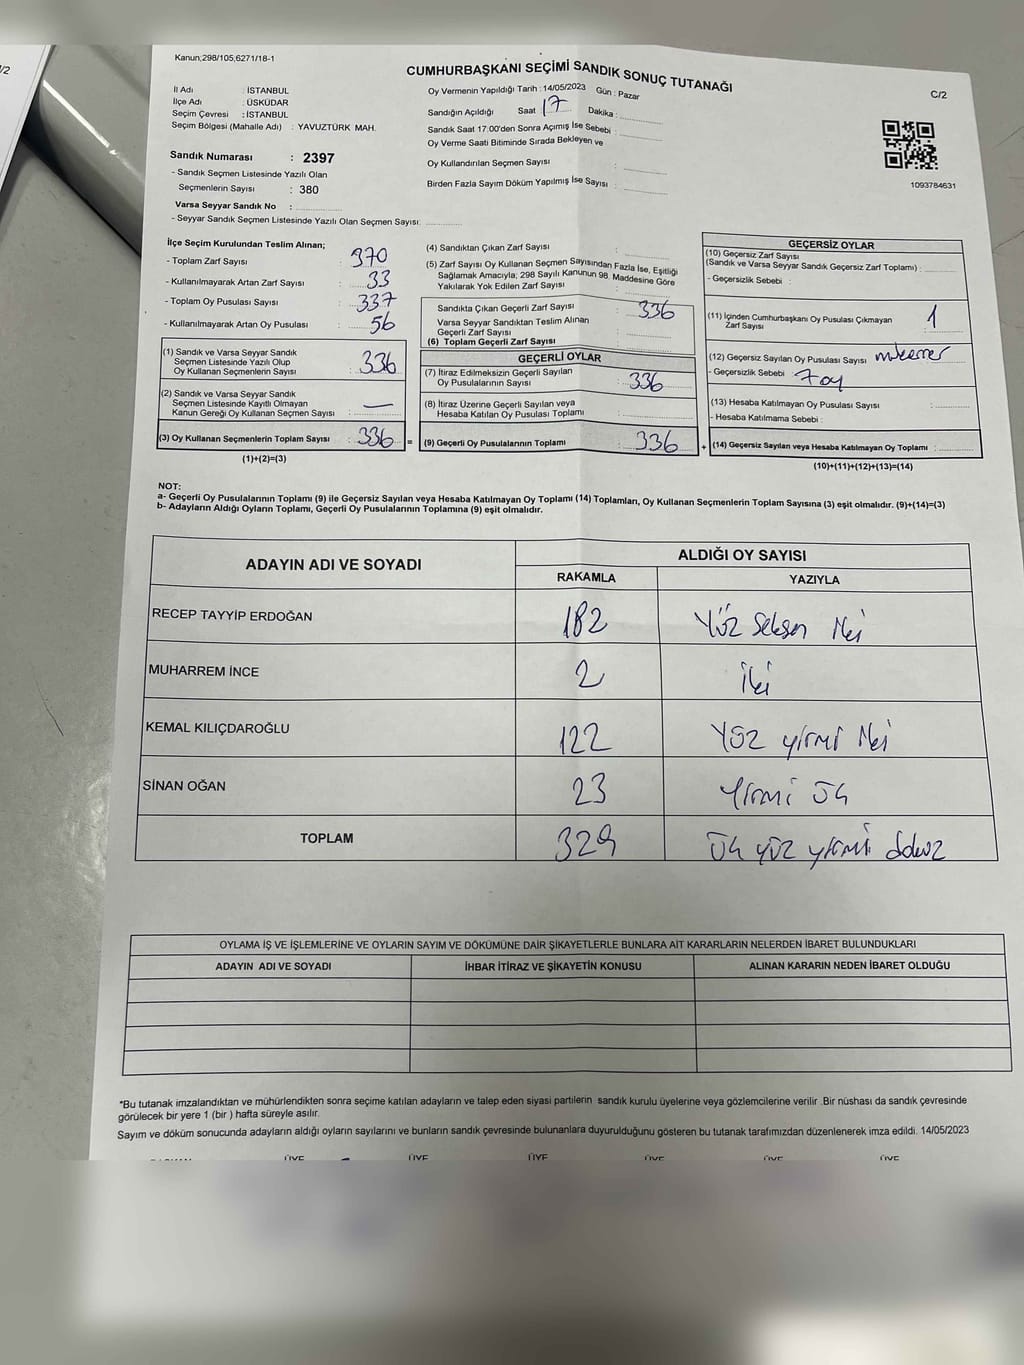 /2
Kanun;298/105;6271/18-1
CUMHURBAŞKANI SEÇİMİ SANDIK SONUÇ TUTANAĞI
C/2
İl Adı : İSTANBUL
İlçe Adı : ÜSKÜDAR
Seçim Çevresi : İSTANBUL
Seçim Bölgesi (Mahalle Adı) : YAVUZTÜRK MAH.
Sandık Numarası : 2397
- Sandık Seçmen Listesinde Yazılı Olan
Seçmenlerin Sayısı : 380
Varsa Seyyar Sandık No :
- Seyyar Sandık Seçmen Listesinde Yazılı Olan Seçmen Sayısı:
Oy Vermenin Yapıldığı Tarih : 14/05/2023 Gün : Pazar
Sandığın Açıldığı Saat 17 Dakika :
Sandık Saat 17:00'den Sonra Açımış İse Sebebi :
Oy Verme Saati Bitiminde Sırada Bekleyen ve
Oy Kullandırılan Seçmen Sayısı :
Birden Fazla Sayım Döküm Yapılmış İse Sayısı :
1093784631
İlçe Seçim Kurulundan Teslim Alınan;
- Toplam Zarf Sayısı : 370
- Kullanılmayarak Artan Zarf Sayısı : 33
- Toplam Oy Pusulası Sayısı : 337
- Kullanılmayarak Artan Oy Pusulası : 56
(1) Sandık ve Varsa Seyyar Sandık
Seçmen Listesinde Yazılı Olup
Oy Kullanan Seçmenlerin Sayısı : 336
(2) Sandık ve Varsa Seyyar Sandık
Seçmen Listesinde Kayıtlı Olmayan
Kanun Gereği Oy Kullanan Seçmen Sayısı : —
(3) Oy Kullanan Seçmenlerin Toplam Sayısı : 336 =
(1)+(2)=(3)
(4) Sandıktan Çıkan Zarf Sayısı :
(5) Zarf Sayısı Oy Kullanan Seçmen Sayısından Fazla İse, Eşitliği
Sağlamak Amacıyla; 298 Sayılı Kanunun 98. Maddesine Göre
Yakılarak Yok Edilen Zarf Sayısı :
Sandıkta Çıkan Geçerli Zarf Sayısı : 336
Varsa Seyyar Sandıktan Teslim Alınan
Geçerli Zarf Sayısı :
(6) Toplam Geçerli Zarf Sayısı :
GEÇERLİ OYLAR
(7) İtiraz Edilmeksizin Geçerli Sayılan
Oy Pusulalarının Sayısı : 336
(8) İtiraz Üzerine Geçerli Sayılan veya
Hesaba Katılan Oy Pusulası Toplamı :
(9) Geçerli Oy Pusulalarının Toplamı : 336 +
GEÇERSİZ OYLAR
(10) Geçersiz Zarf Sayısı
(Sandık ve Varsa Seyyar Sandık Geçersiz Zarf Toplamı) :
- Geçersizlik Sebebi :
(11) İçinden Cumhurbaşkanı Oy Pusulası Çıkmayan
Zarf Sayısı : 1
(12) Geçersiz Sayılan Oy Pusulası Sayısı
- Geçersizlik Sebebi : 7 oy
(13) Hesaba Katılmayan Oy Pusulası Sayısı :
- Hesaba Katılmama Sebebi :
(14) Geçersiz Sayılan veya Hesaba Katılmayan Oy Toplamı :
(10)+(11)+(12)+(13)=(14)
NOT:
a- Geçerli Oy Pusulalarının Toplamı (9) ile Geçersiz Sayılan veya Hesaba Katılmayan Oy Toplamı (14) Toplamları, Oy Kullanan Seçmenlerin Toplam Sayısına (3) eşit olmalıdır. (9)+(14)=(3)
b- Adayların Aldığı Oyların Toplamı, Geçerli Oy Pusulalarının Toplamına (9) eşit olmalıdır.
ADAYIN ADI VE SOYADI
ALDIĞI OY SAYISI
RAKAMLA YAZIYLA
RECEP TAYYİP ERDOĞAN 182 Yüz seksen iki
MUHARREM İNCE 2 iki
KEMAL KILIÇDAROĞLU 122 Yüz yirmi iki
SİNAN OĞAN 23 Yirmi üç
TOPLAM 329 üç yüz yirmi dokuz
OYLAMA İŞ VE İŞLEMLERİNE VE OYLARIN SAYIM VE DÖKÜMÜNE DAİR ŞİKAYETLERLE BUNLARA AİT KARARLARIN NELERDEN İBARET BULUNDUKLARI
ADAYIN ADI VE SOYADI İHBAR İTİRAZ VE ŞİKAYETİN KONUSU ALINAN KARARIN NEDEN İBARET OLDUĞU
*Bu tutanak imzalandıktan ve mühürlendikten sonra seçime katılan adayların ve talep eden siyasi partilerin sandık kurulu üyelerine veya gözlemcilerine verilir .Bir nüshası da sandık çevresinde
görülecek bir yere 1 (bir ) hafta süreyle asılır.
Sayım ve döküm sonucunda adayların aldığı oyların sayılarını ve bunların sandık çevresinde bulunanlara duyurulduğunu gösteren bu tutanak tarafımızdan düzenlenerek imza edildi. 14/05/2023
ÜYE ÜYE ÜYE ÜYE ÜYE ÜYE